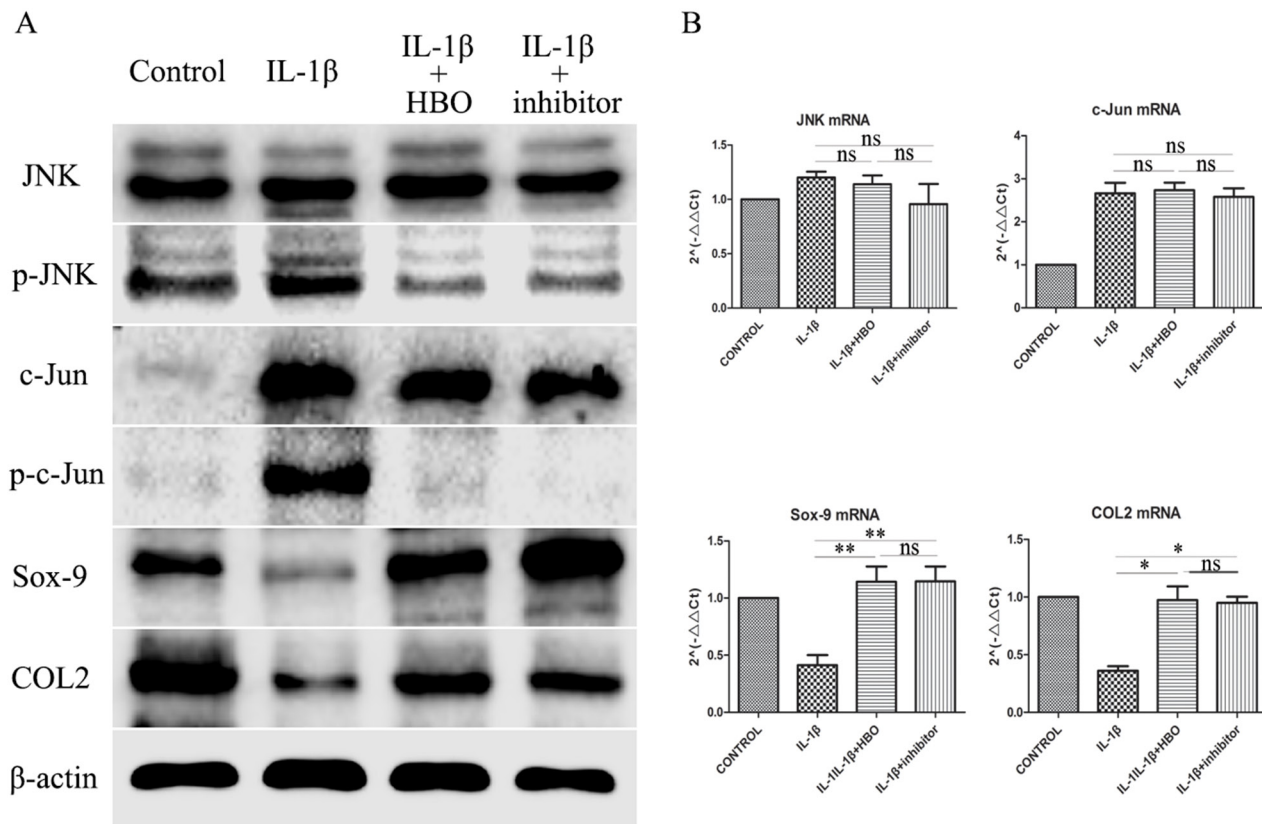 A
Control
IL-1β
IL-1β
+
HBO
IL-1β
+
inhibitor
JNK
p-JNK
c-Jun
p-c-Jun
Sox-9
COL2
β-actin
B
JNK mRNA
2^(-△△Ct)
1.5
1.0
0.5
0.0
ns
ns
ns
CONTROL
IL-1β
IL-1β+HBO
IL-1β+inhibitor
c-Jun mRNA
2^(-△△Ct)
4
3
2
1
0
ns
ns
ns
CONTROL
IL-1β
IL-1β+HBO
IL-1β+inhibitor
Sox-9 mRNA
2^(-△△Ct)
1.5
1.0
0.5
0.0
**
**
ns
CONTROL
IL-1β
IL-1IL-1β+HBO
IL-1β+inhibitor
COL2 mRNA
2^(-△△Ct)
1.5
1.0
0.5
0.0
*
*
ns
CONTROL
IL-1β
IL-1IL-1β+HBO
IL-1β+inhibitor